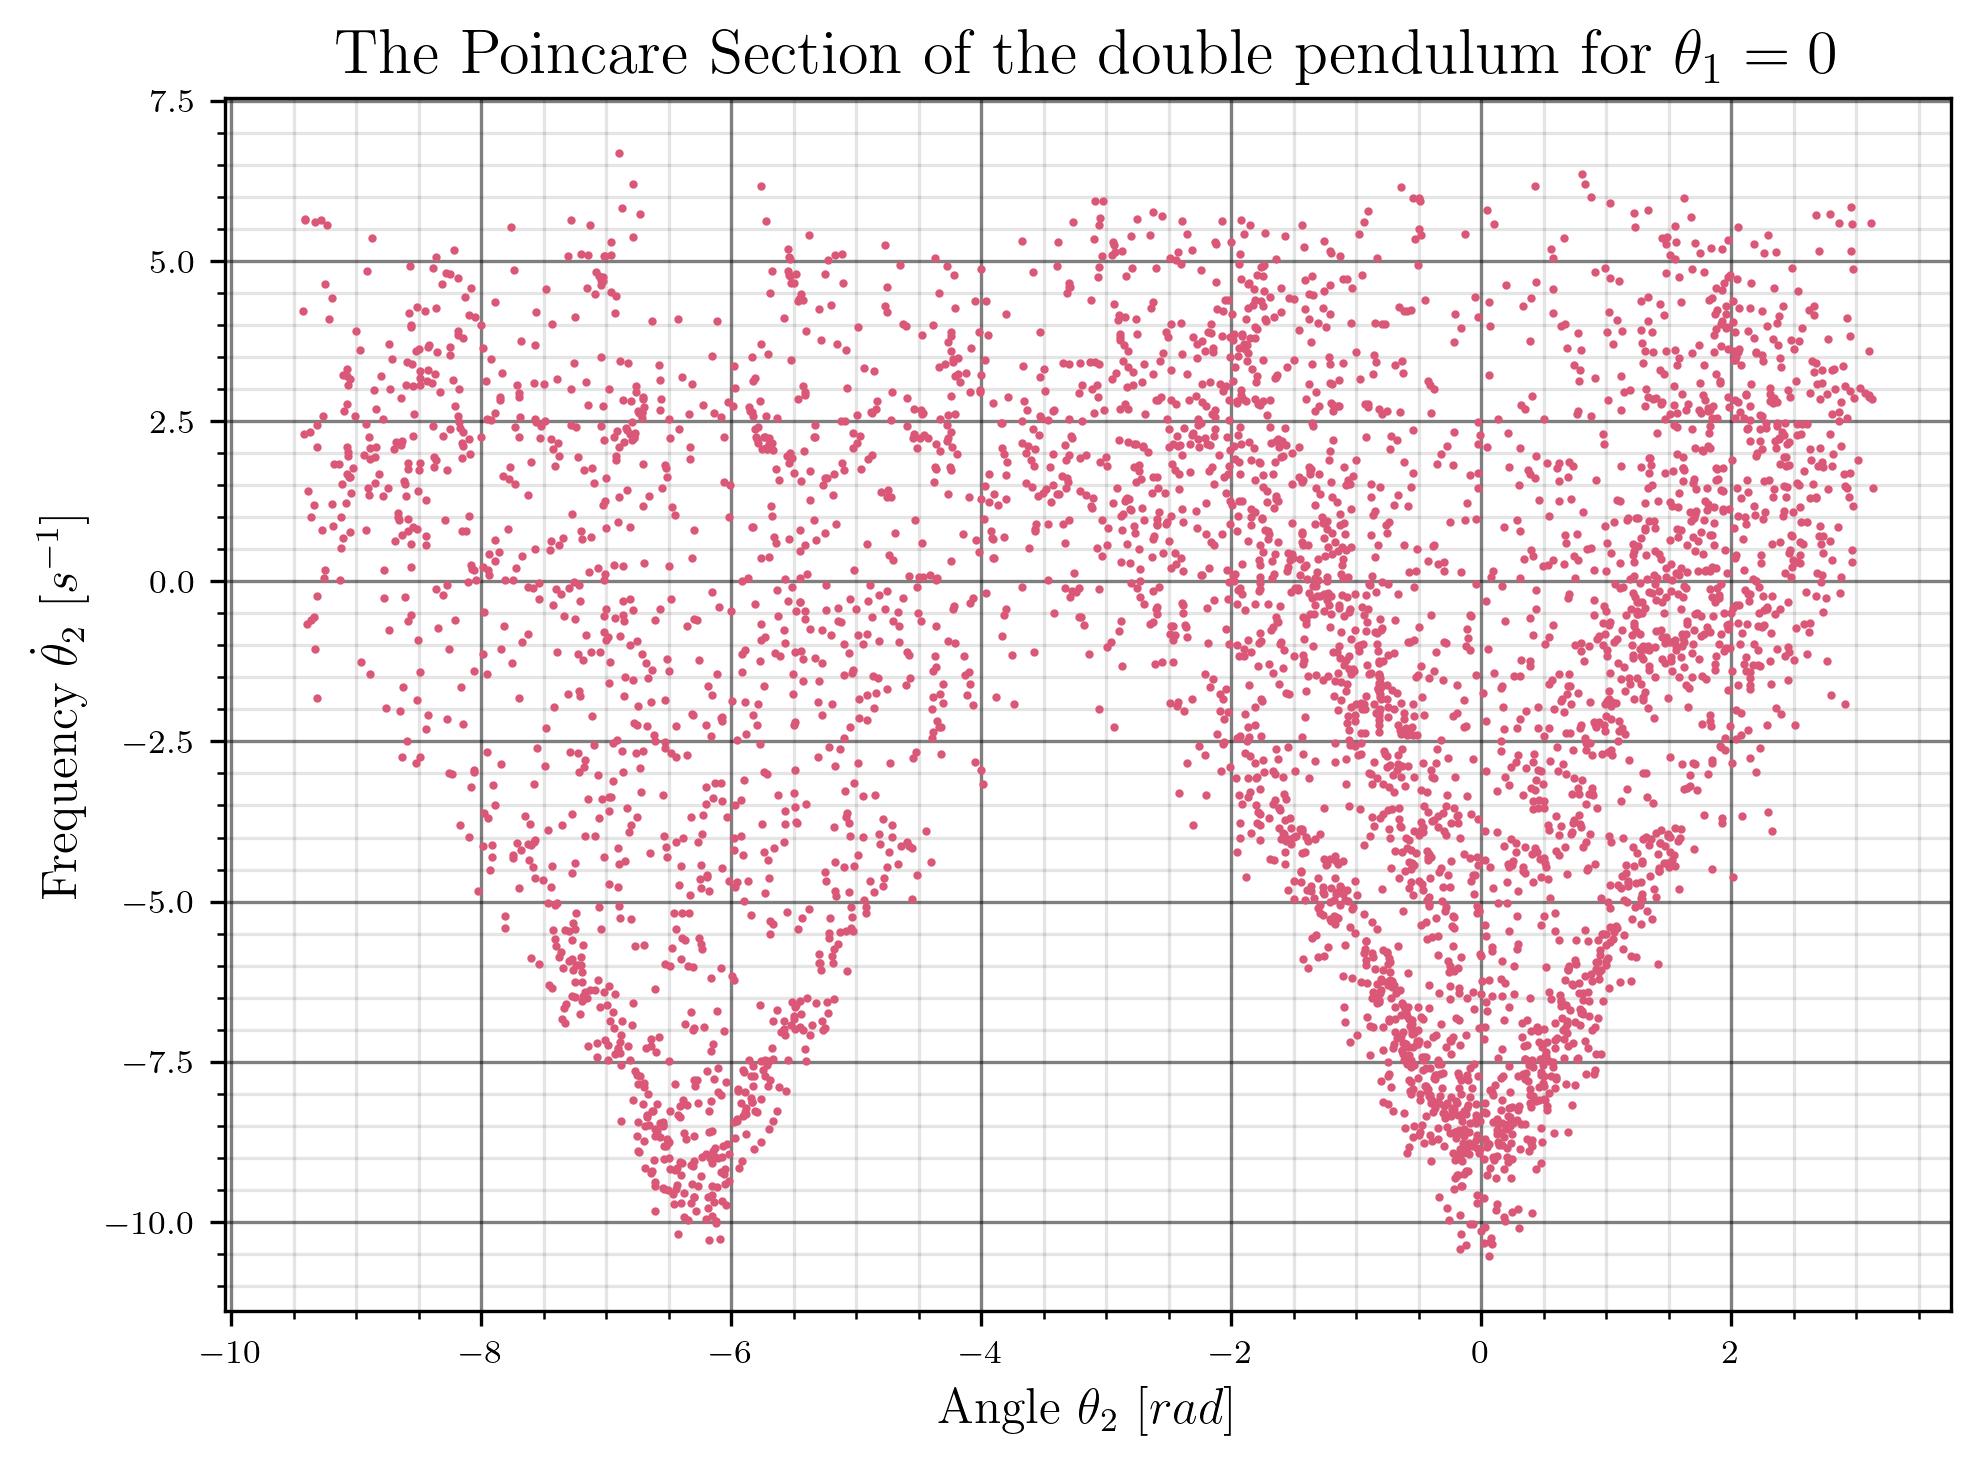 The Poincare Section of the double pendulum for θ₁ = 0
7.5
5.0
2.5
0.0
−2.5
−5.0
−7.5
−10.0
Frequency θ̇₂ [s⁻¹]
−10 −8 −6 −4 −2 0 2
Angle θ₂ [rad]